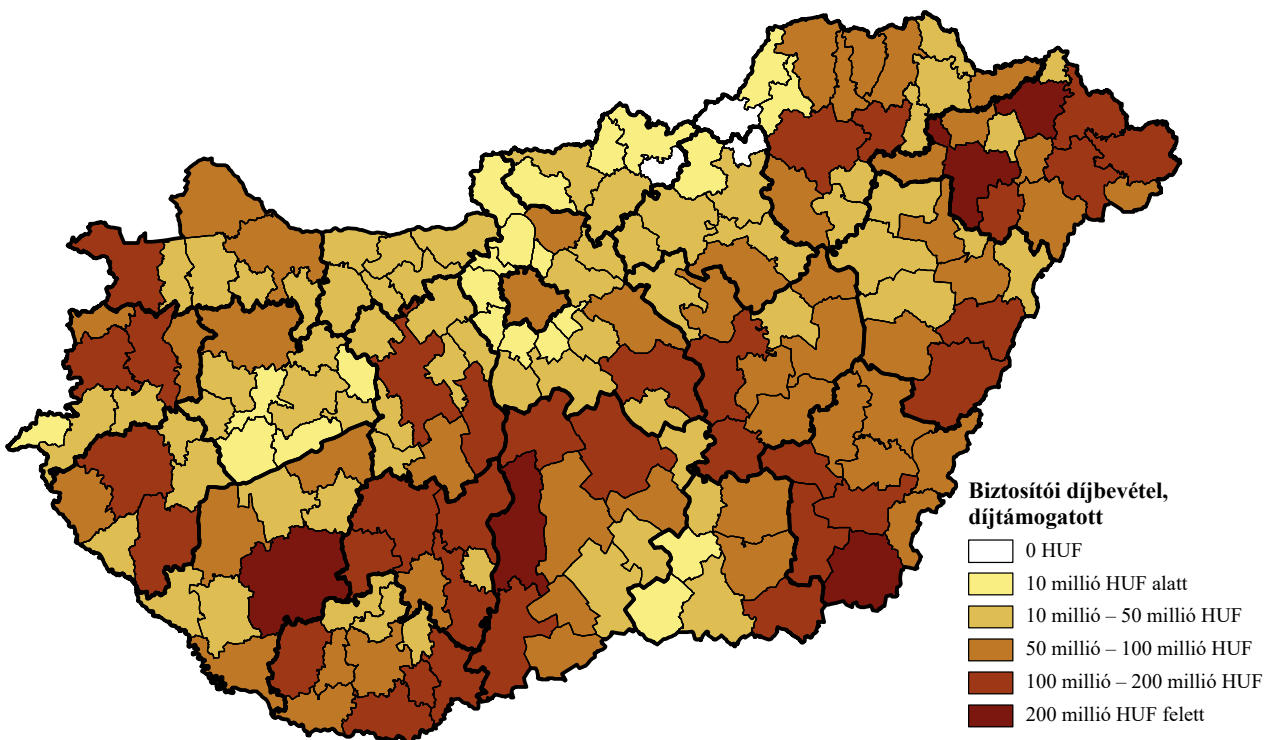 Biztosítói díjbevétel,
díjtámogatott
0 HUF
10 millió HUF alatt
10 millió – 50 millió HUF
50 millió – 100 millió HUF
100 millió – 200 millió HUF
200 millió HUF felett